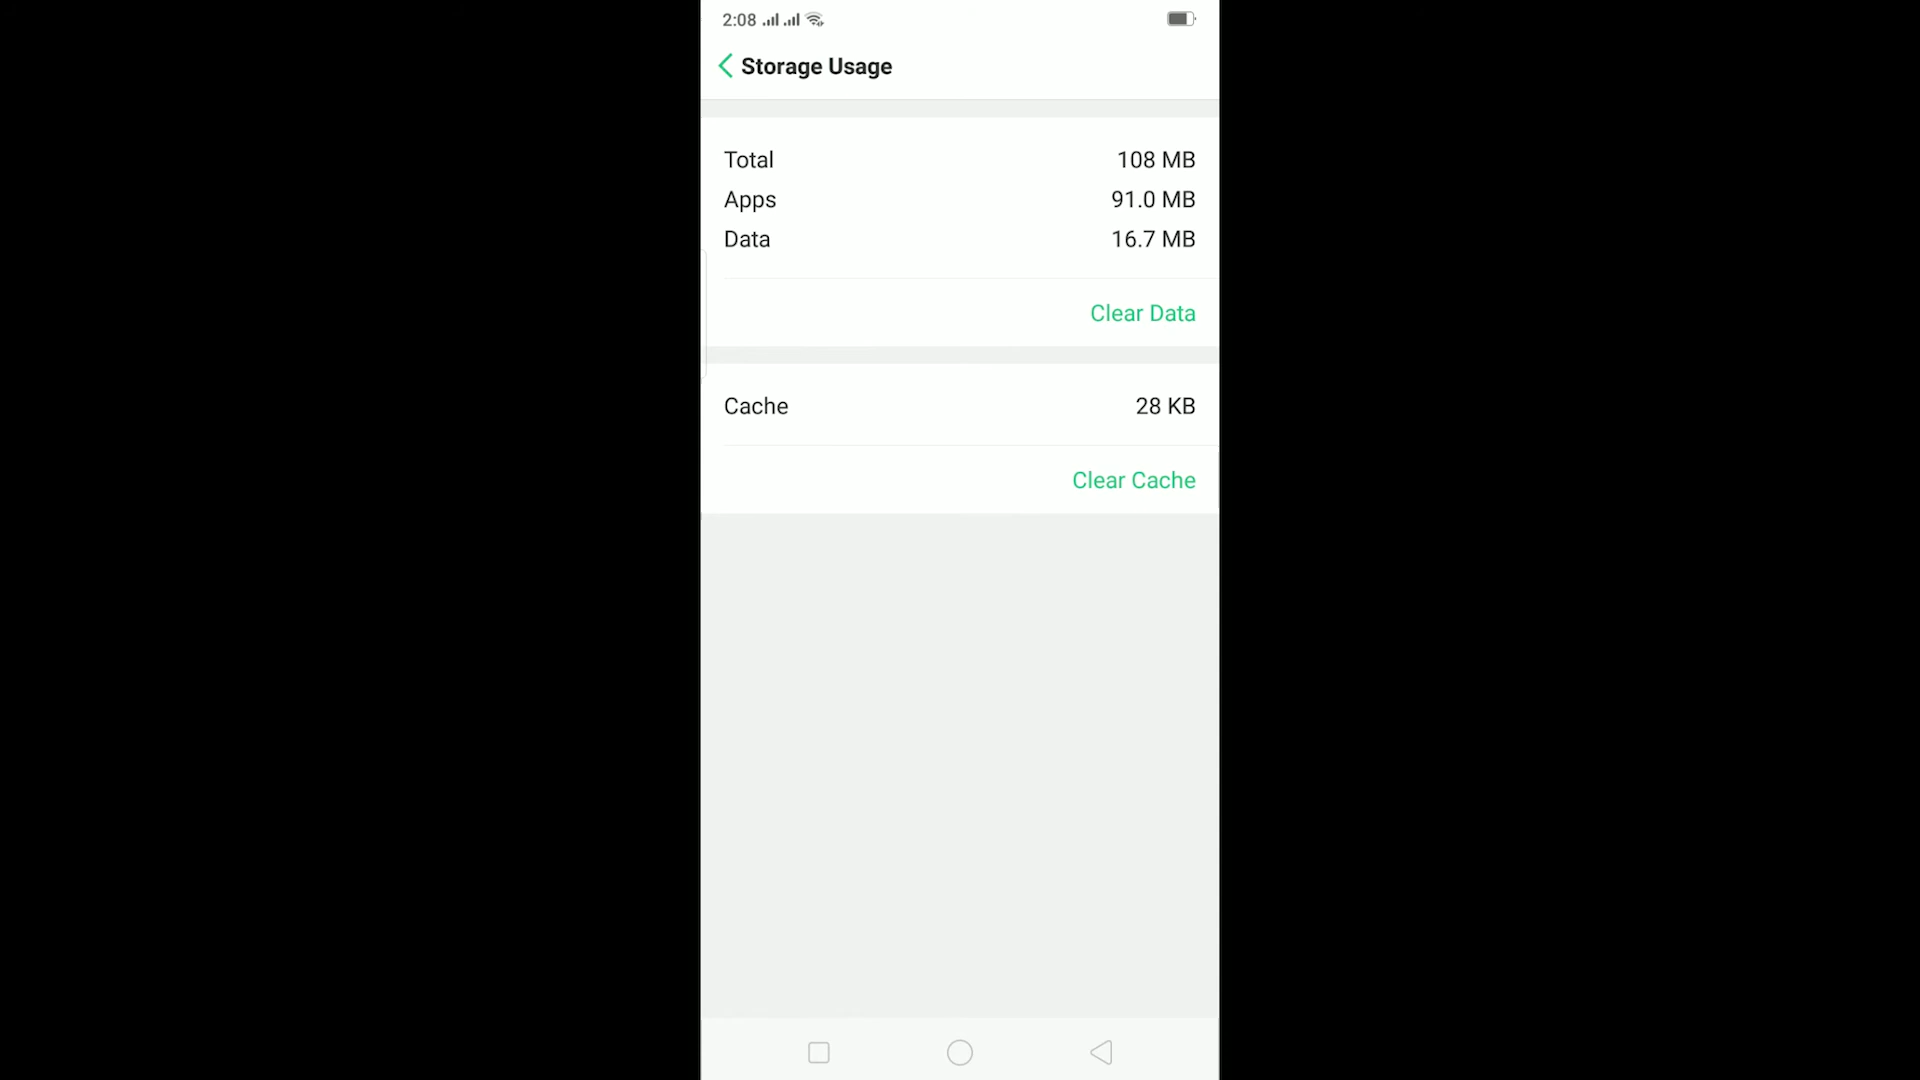 2:08
Storage Usage
Total 108 MB
Apps 91.0 MB
Data 16.7 MB
Clear Data
Cache 28 KB
Clear Cache